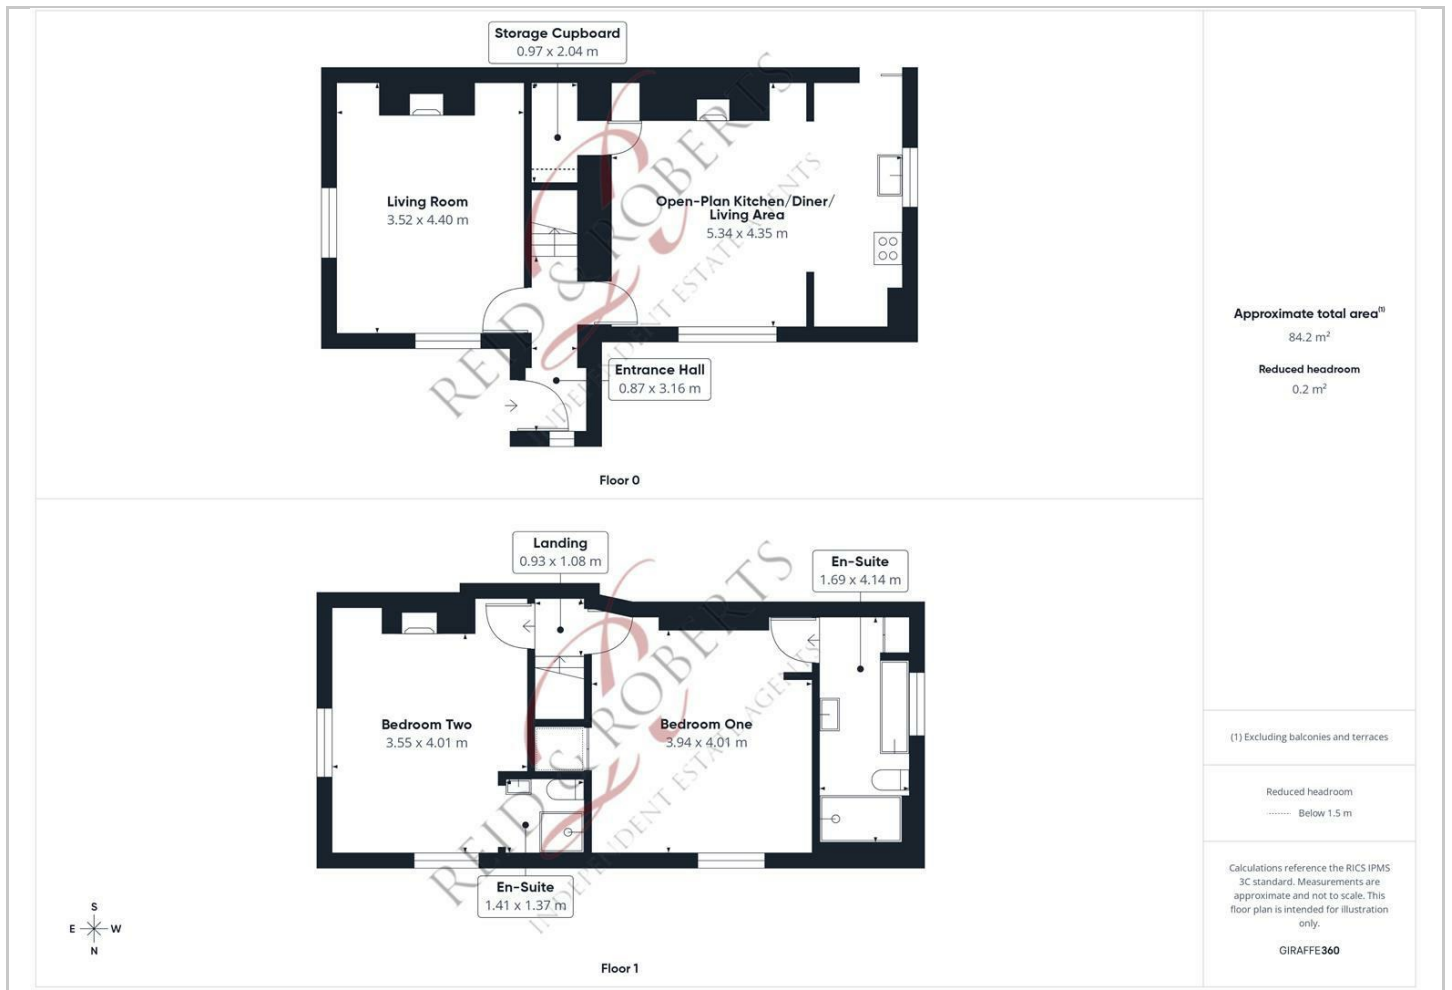 Storage Cupboard
0.97 x 2.04 m
Living Room
3.52 x 4.40 m
Open-Plan Kitchen/Diner/
Living Area
5.34 x 4.35 m
Entrance Hall
0.87 x 3.16 m
REID & ROBERTS
INDEPENDENT ESTATE AGENTS
Floor 0
Landing
0.93 x 1.08 m
En-Suite
1.69 x 4.14 m
Bedroom Two
3.55 x 4.01 m
Bedroom One
3.94 x 4.01 m
En-Suite
1.41 x 1.37 m
REID & ROBERTS
INDEPENDENT ESTATE AGENTS
S
E W
N
Floor 1
Approximate total area(1)
84.2 m²
Reduced headroom
0.2 m²
(1) Excluding balconies and terraces
Reduced headroom
Below 1.5 m
Calculations reference the RICS IPMS
3C standard. Measurements are
approximate and not to scale. This
floor plan is intended for illustration
only.
GIRAFFE360